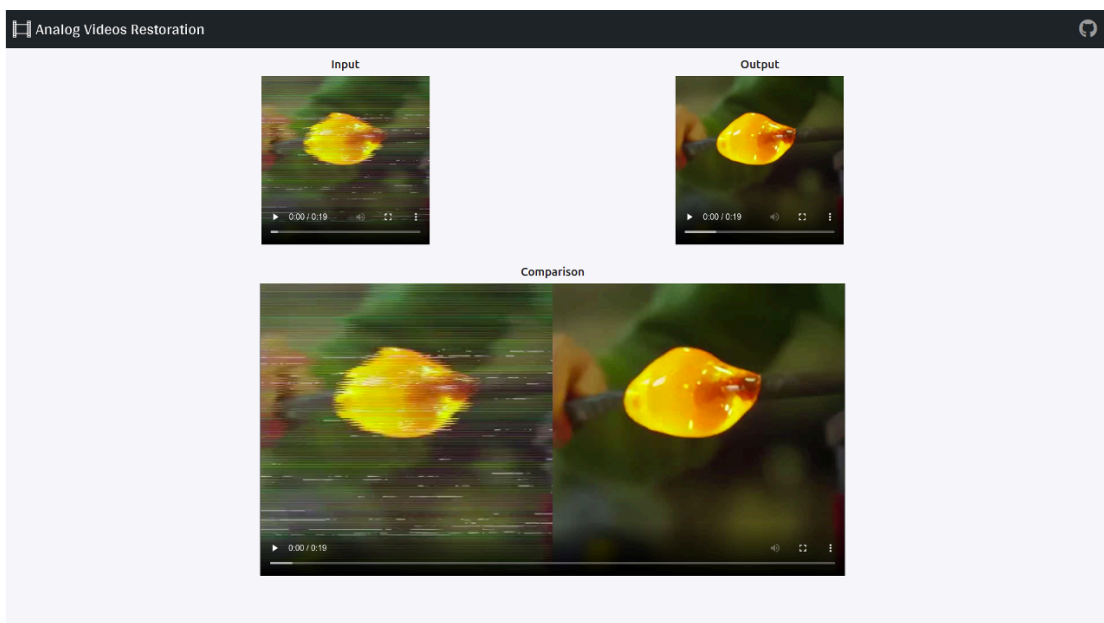 Analog Videos Restoration
Input
Output
0:00 / 0:19
0:00 / 0:19
Comparison
0:00 / 0:19